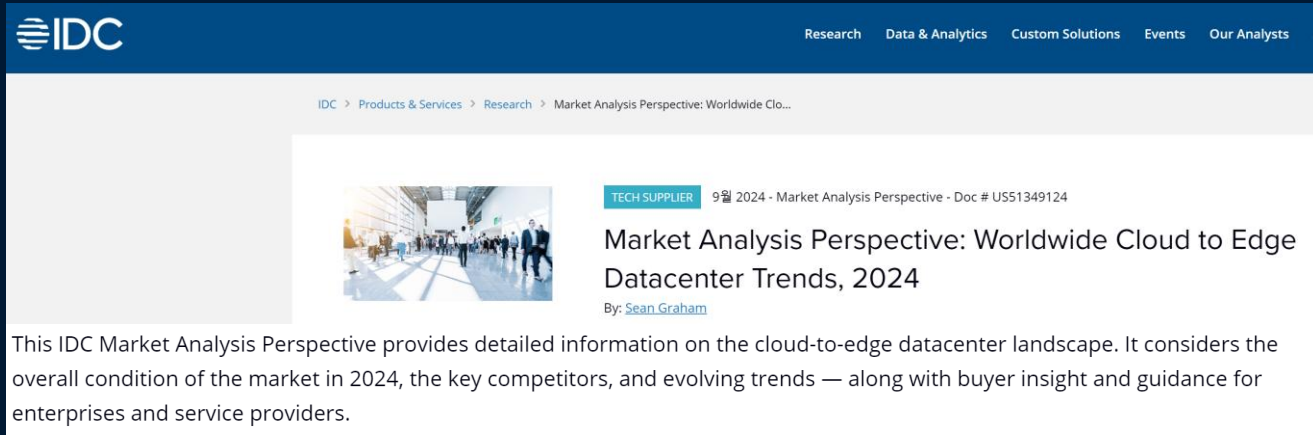 IDC
Research Data & Analytics Custom Solutions Events Our Analysts
IDC > Products & Services > Research > Market Analysis Perspective: Worldwide Clo...
TECH SUPPLIER 9월 2024 - Market Analysis Perspective - Doc # US51349124
Market Analysis Perspective: Worldwide Cloud to Edge
Datacenter Trends, 2024
By: Sean Graham
This IDC Market Analysis Perspective provides detailed information on the cloud-to-edge datacenter landscape. It considers the
overall condition of the market in 2024, the key competitors, and evolving trends — along with buyer insight and guidance for
enterprises and service providers.